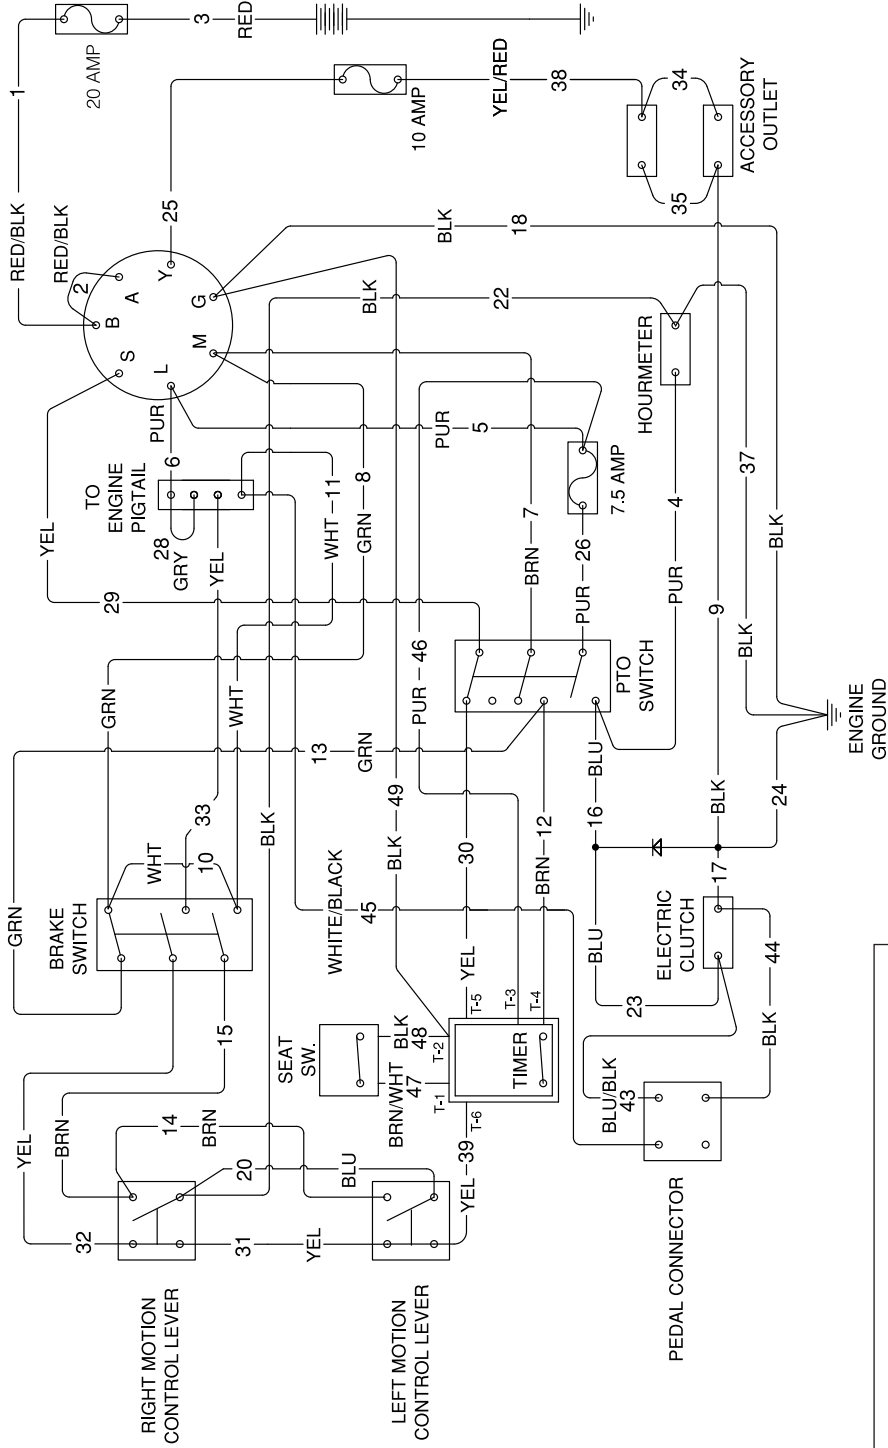 3
RED
20 AMP
1
RED/BLK
RED/BLK
2
25
10 AMP
YEL/RED
38
34
35
ACCESSORY
OUTLET
BLK
18
A
B
S
L
M
G
Y
BLK
22
HOURMETER
PUR
6
TO
ENGINE
PIGTAIL
28
GRY
YEL
YEL
29
WHT
11
GRN
8
PUR
5
7.5 AMP
BRN
7
PUR
26
PUR
4
37
BLK
BLK
9
PUR
46
PTO
SWITCH
GRN
WHT
13
GRN
BLK
49
30
BRN
12
BLU
16
BLK
24
ENGINE
GROUND
33
WHT
10
BLK
GRN
BRAKE
SWITCH
WHITE/BLACK
45
YEL
BLU
17
ELECTRIC
CLUTCH
23
44
BLK
15
SEAT
SW.
BLK
48
BRN/WHT
47
T-1
T-2
T-3
T-4
T-5
T-6
TIMER
BLU/BLK
43
PEDAL CONNECTOR
YEL
BRN
14
BRN
20
BLU
YEL
39
32
31
YEL
RIGHT MOTION
CONTROL LEVER
LEFT MOTION
CONTROL LEVER